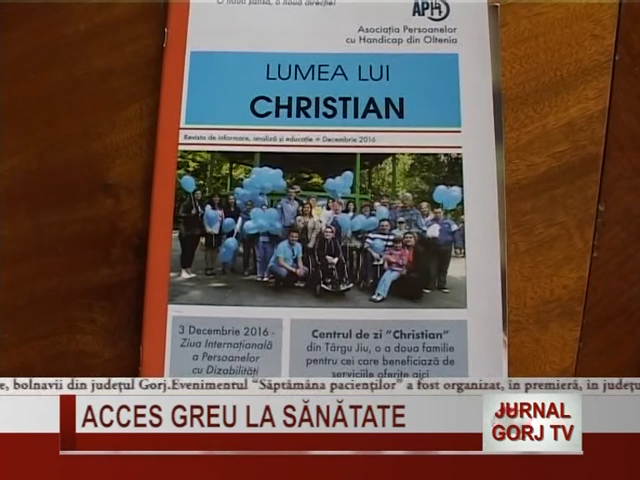 O nouă șansă, o nouă direcție!
APH
Asociația Persoanelor
cu Handicap din Oltenia
LUMEA LUI
CHRISTIAN
Revista de informare, analiză și educație + Decembrie 2016
3 Decembrie 2016 -
Ziua Internațională
a Persoanelor
cu Dizabilități
Centrul de zi "Christian"
din Târgu Jiu, o a doua familie
pentru cei care beneficiază de
serviciile oferite aici
e, bolnavii din județul Gorj.Evenimentul “Săptămâna pacienților” a fost organizat, în premieră, în județu
ACCES GREU LA SĂNĂTATE
JURNAL
GORJ TV